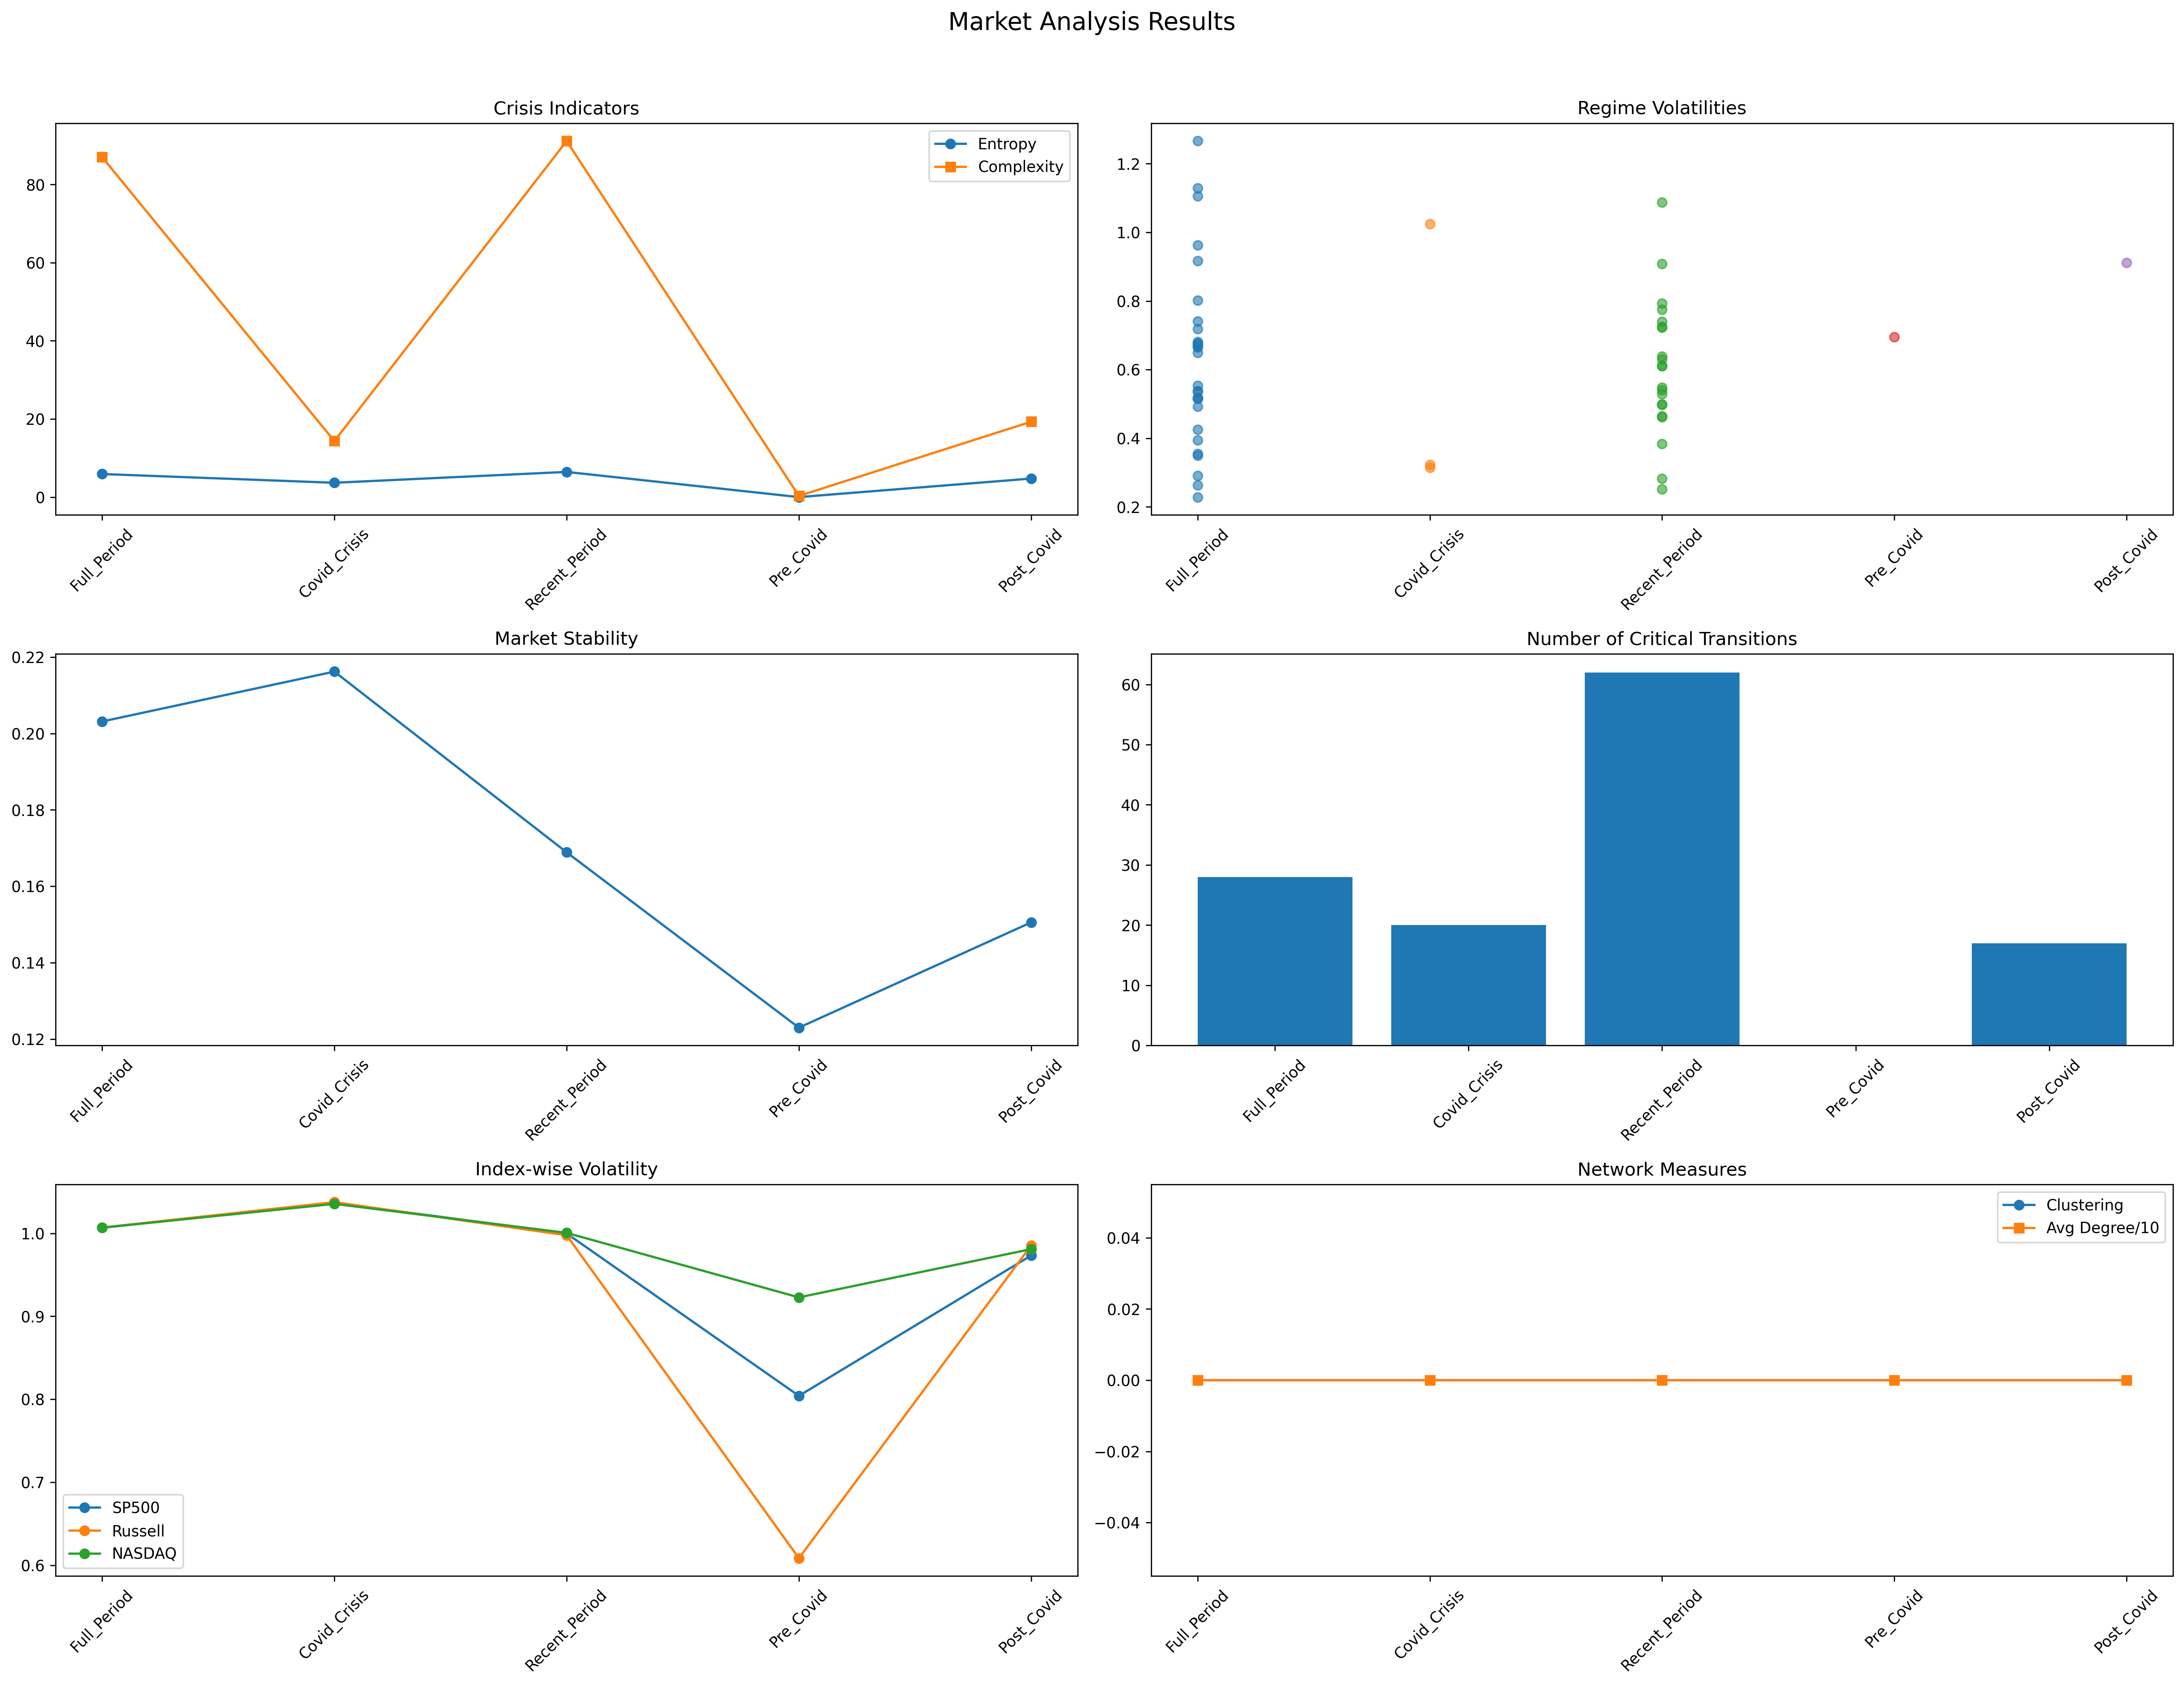 Market Analysis Results
Crisis Indicators
Entropy
Complexity
80
60
40
20
0
Full_Period
Covid_Crisis
Recent_Period
Pre_Covid
Post_Covid
Regime Volatilities
1.2
1.0
0.8
0.6
0.4
0.2
Full_Period
Covid_Crisis
Recent_Period
Pre_Covid
Post_Covid
Market Stability
0.22
0.20
0.18
0.16
0.14
0.12
Full_Period
Covid_Crisis
Recent_Period
Pre_Covid
Post_Covid
Number of Critical Transitions
60
50
40
30
20
10
0
Full_Period
Covid_Crisis
Recent_Period
Pre_Covid
Post_Covid
Index-wise Volatility
1.0
0.9
0.8
0.7
0.6
SP500
Russell
NASDAQ
Full_Period
Covid_Crisis
Recent_Period
Pre_Covid
Post_Covid
Network Measures
Clustering
Avg Degree/10
0.04
0.02
0.00
−0.02
−0.04
Full_Period
Covid_Crisis
Recent_Period
Pre_Covid
Post_Covid